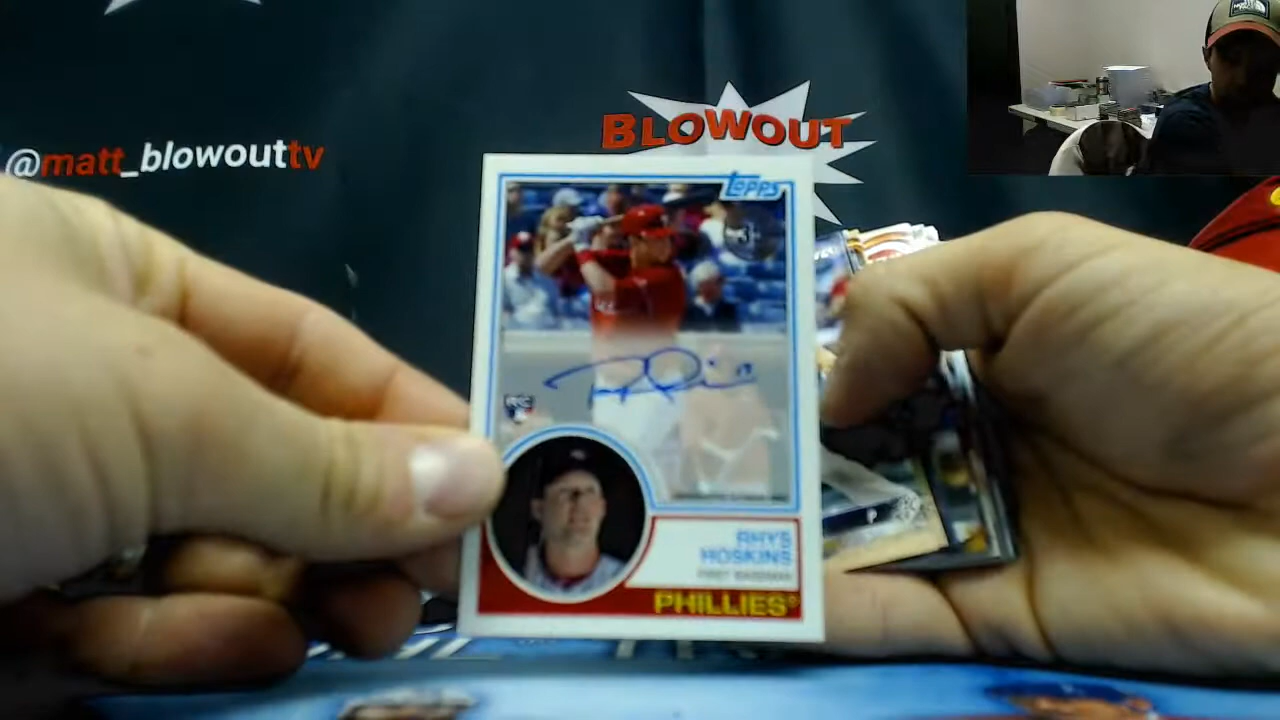 @matt_blowouttv
BLOWOUT
Topps
RC
RHYS
HOSKINS
FIRST BASEMAN
PHILLIES